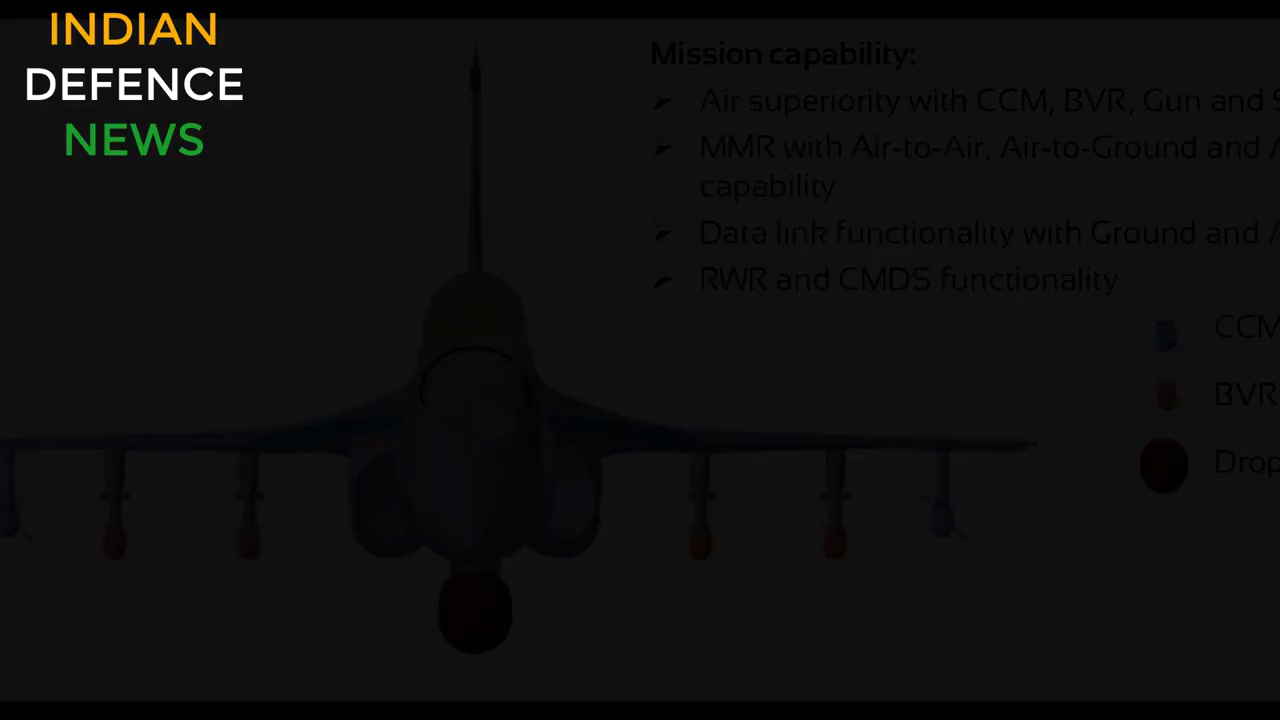 INDIAN
DEFENCE
NEWS
Mission capability:
Air superiority with CCM, BVR, Gun and
MMR with Air-to-Air, Air-to-Ground and
capability
Data link functionality with Ground and
RWR and CMDS functionality
CCM
BVR
Drop